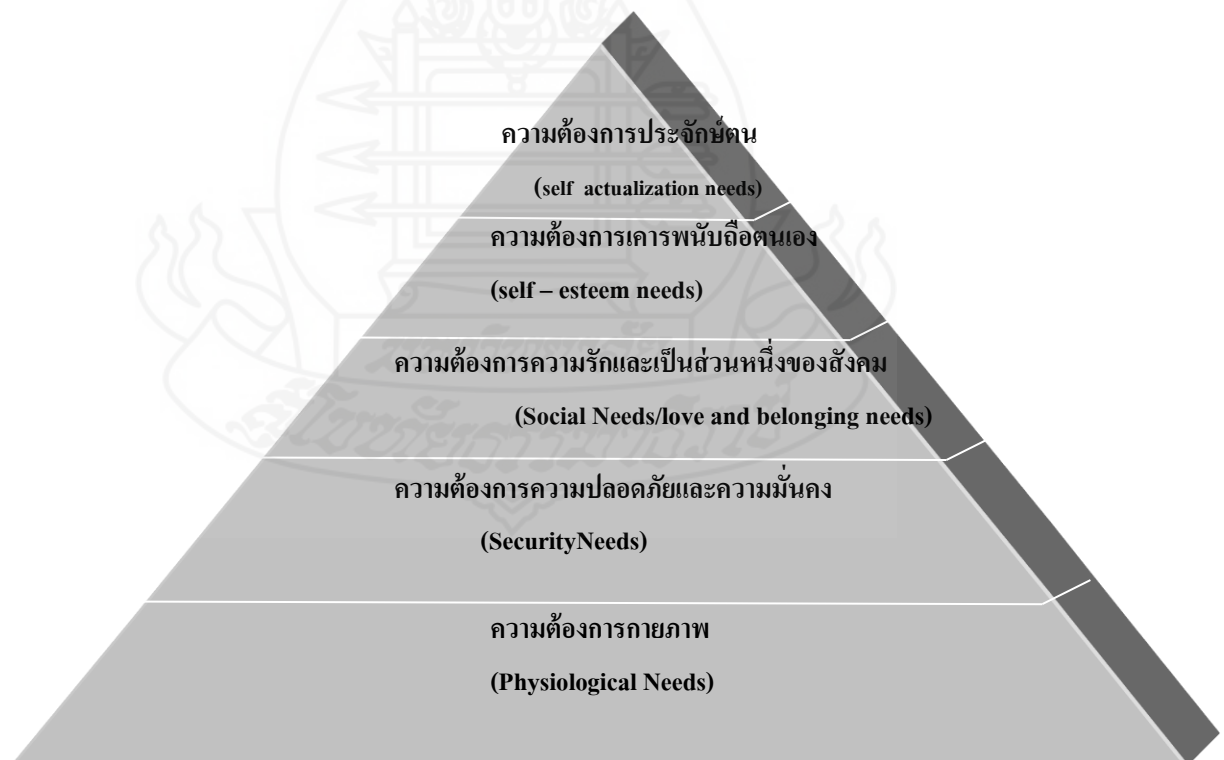 ความต้องการประจักษ์ตน
(self actualization needs)
ความต้องการเคารพนับถือตนเอง
(self – esteem needs)
ความต้องการความรักและเป็นส่วนหนึ่งของสังคม
(Social Needs/love and belonging needs)
ความต้องการความปลอดภัยและความมั่นคง
(SecurityNeeds)
ความต้องการกายภาพ
(Physiological Needs)